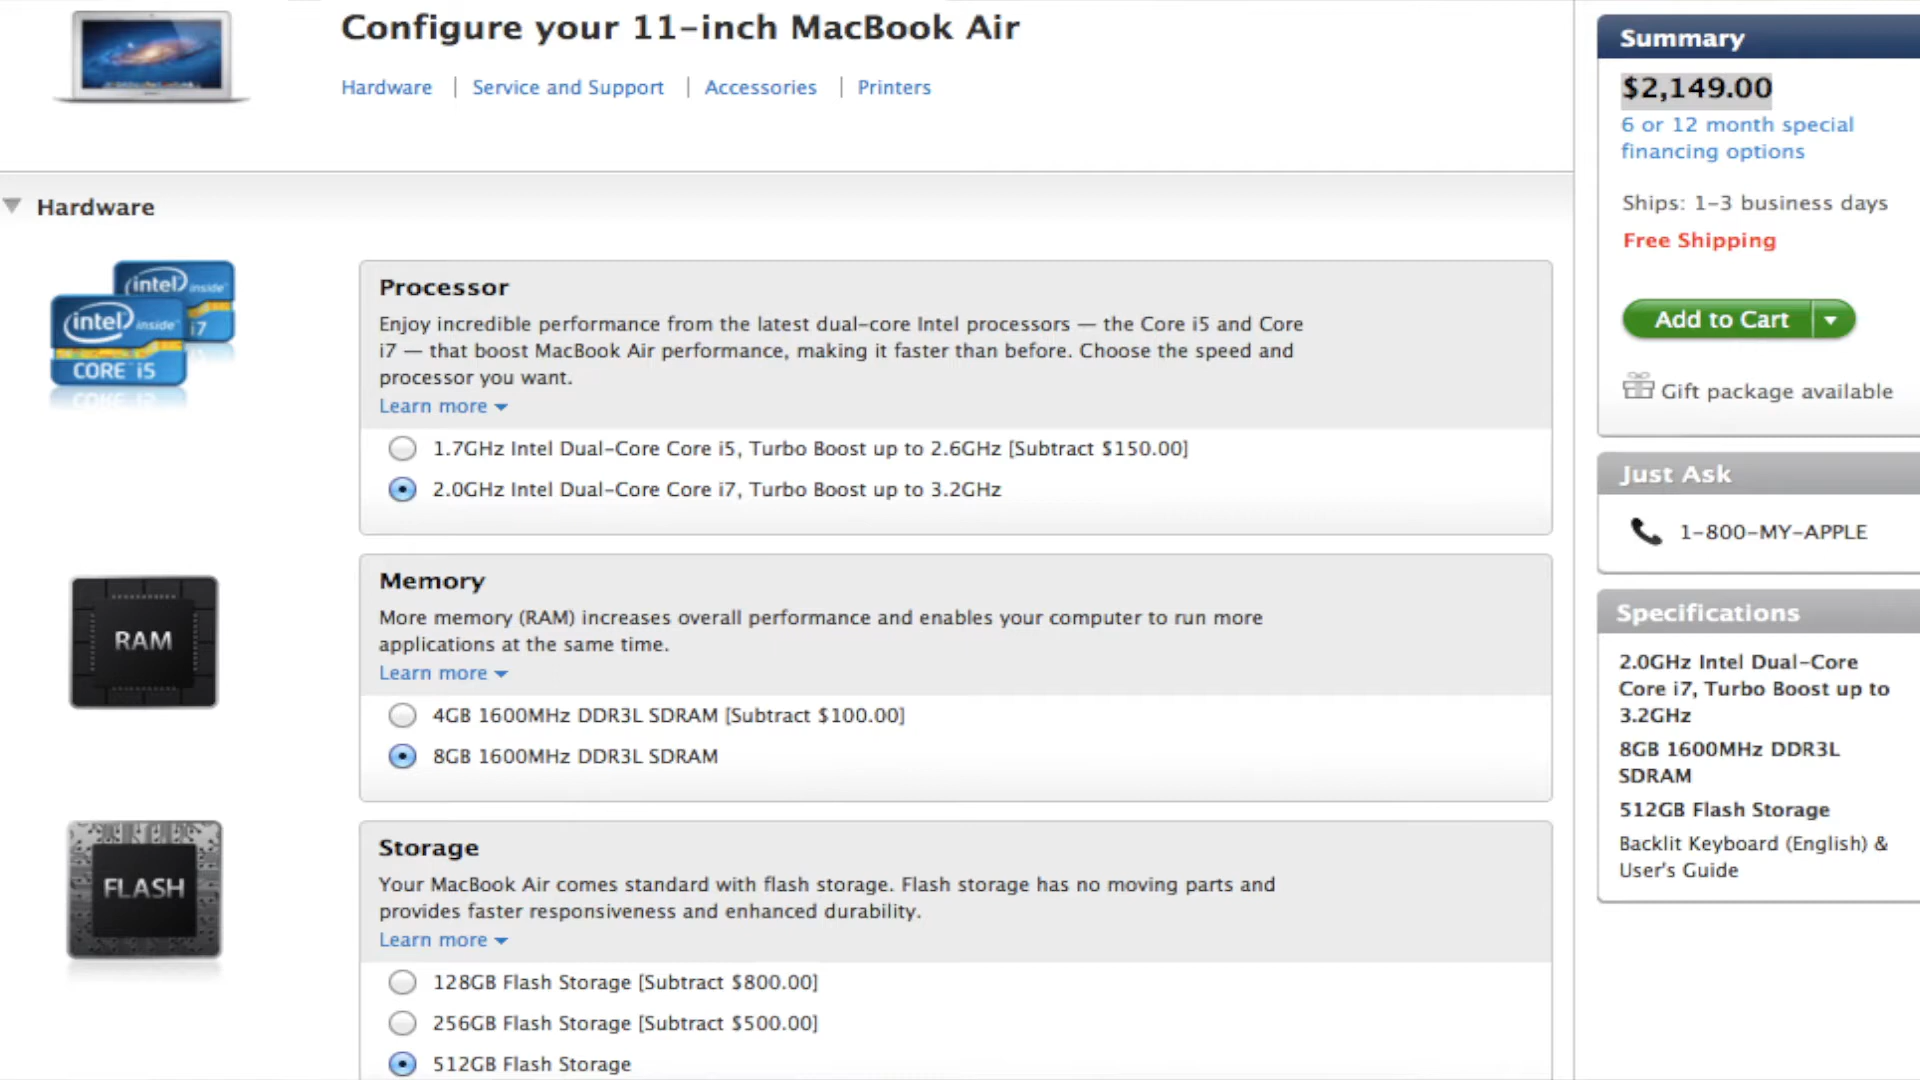 Configure your 11-inch MacBook Air
Hardware | Service and Support | Accessories | Printers
Hardware
intel inside i7
intel inside
CORE i5
Processor
Enjoy incredible performance from the latest dual-core Intel processors — the Core i5 and Core
i7 — that boost MacBook Air performance, making it faster than before. Choose the speed and
processor you want.
Learn more
1.7GHz Intel Dual-Core Core i5, Turbo Boost up to 2.6GHz [Subtract $150.00]
2.0GHz Intel Dual-Core Core i7, Turbo Boost up to 3.2GHz
RAM
Memory
More memory (RAM) increases overall performance and enables your computer to run more
applications at the same time.
Learn more
4GB 1600MHz DDR3L SDRAM [Subtract $100.00]
8GB 1600MHz DDR3L SDRAM
FLASH
Storage
Your MacBook Air comes standard with flash storage. Flash storage has no moving parts and
provides faster responsiveness and enhanced durability.
Learn more
128GB Flash Storage [Subtract $800.00]
256GB Flash Storage [Subtract $500.00]
512GB Flash Storage
Summary
$2,149.00
6 or 12 month special
financing options
Ships: 1-3 business days
Free Shipping
Add to Cart
Gift package available
Just Ask
1-800-MY-APPLE
Specifications
2.0GHz Intel Dual-Core
Core i7, Turbo Boost up to
3.2GHz
8GB 1600MHz DDR3L
SDRAM
512GB Flash Storage
Backlit Keyboard (English) &
User's Guide